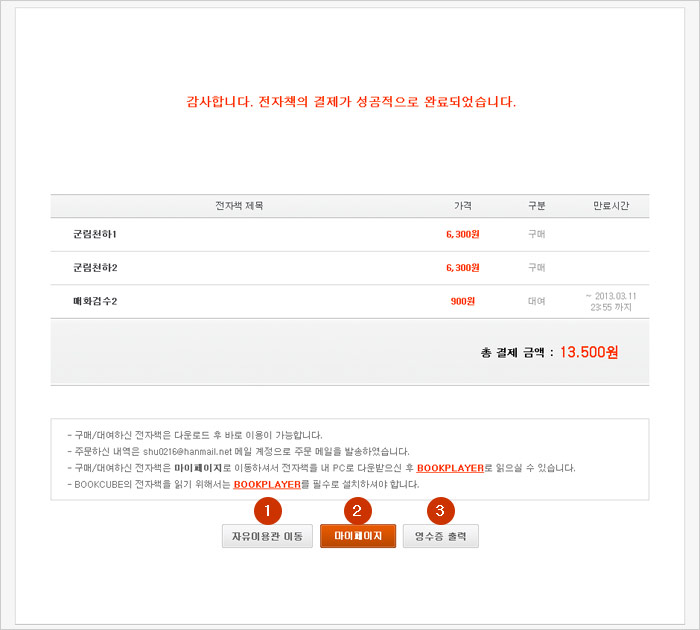 감사합니다. 전자책의 결제가 성공적으로 완료되었습니다.
전자책 제목 가격 구분 만료시간
군림천하1 6,300원 구매
군림천하2 6,300원 구매
매화검수2 900원 대여 ~ 2013.03.11
23:55 까지
총 결제 금액 : 13.500원
- 구매/대여하신 전자책은 다운로드 후 바로 이용이 가능합니다.
- 주문하신 내역은 shu0216@hanmail.net 메일 계정으로 주문 메일을 발송하였습니다.
- 구매/대여하신 전자책은 마이페이지로 이동하셔서 전자책을 내 PC로 다운받으신 후 BOOKPLAYER로 읽으실 수 있습니다.
- BOOKCUBE의 전자책을 읽기 위해서는 BOOKPLAYER를 필수로 설치하셔야 합니다.
1 2 3
자유이용관 이동 마이페이지 영수증 출력